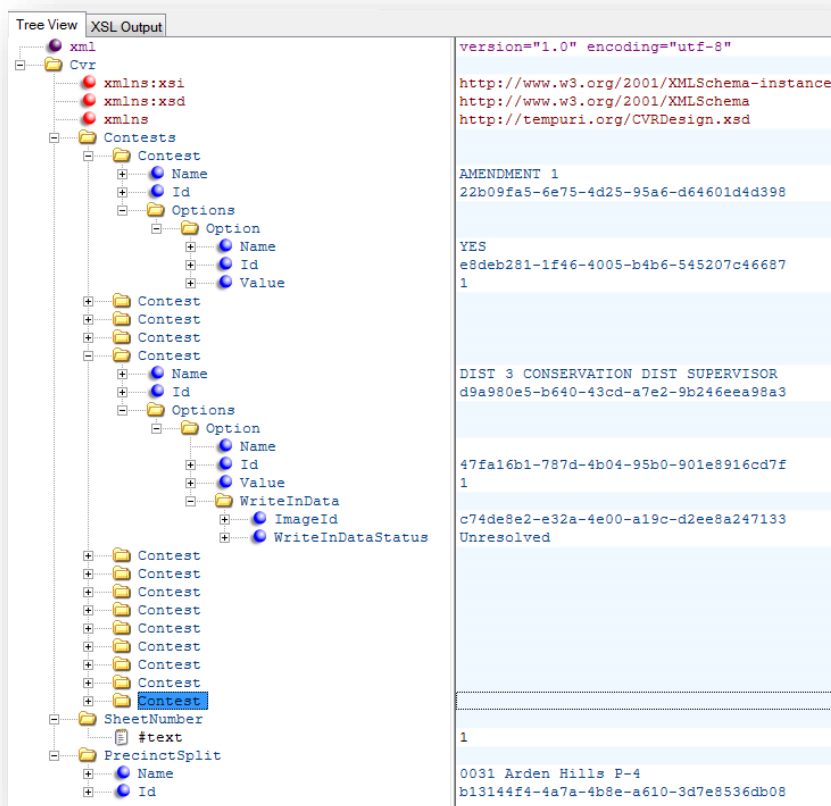 Tree View XSL Output
xml version="1.0" encoding="utf-8"
Cvr
xmlns:xsi http://www.w3.org/2001/XMLSchema-instance
xmlns:xsd http://www.w3.org/2001/XMLSchema
xmlns http://tempuri.org/CVRDesign.xsd
Contests
Contest
Name AMENDMENT 1
Id 22b09fa5-6e75-4d25-95a6-d64601d4d398
Options
Option
Name YES
Id e8deb281-1f46-4005-b4b6-545207c46687
Value 1
Contest
Contest
Contest
Contest
Name DIST 3 CONSERVATION DIST SUPERVISOR
Id d9a980e5-b640-43cd-a7e2-9b246eea98a3
Options
Option
Name
Id 47fa16b1-787d-4b04-95b0-901e8916cd7f
Value 1
WriteInData
ImageId c74de8e2-e32a-4e00-a19c-d2ee8a247133
WriteInDataStatus Unresolved
Contest
Contest
Contest
Contest
Contest
Contest
Contest
Contest
Contest
SheetNumber
#text 1
PrecinctSplit
Name 0031 Arden Hills P-4
Id b13144f4-4a7a-4b8e-a610-3d7e8536db08